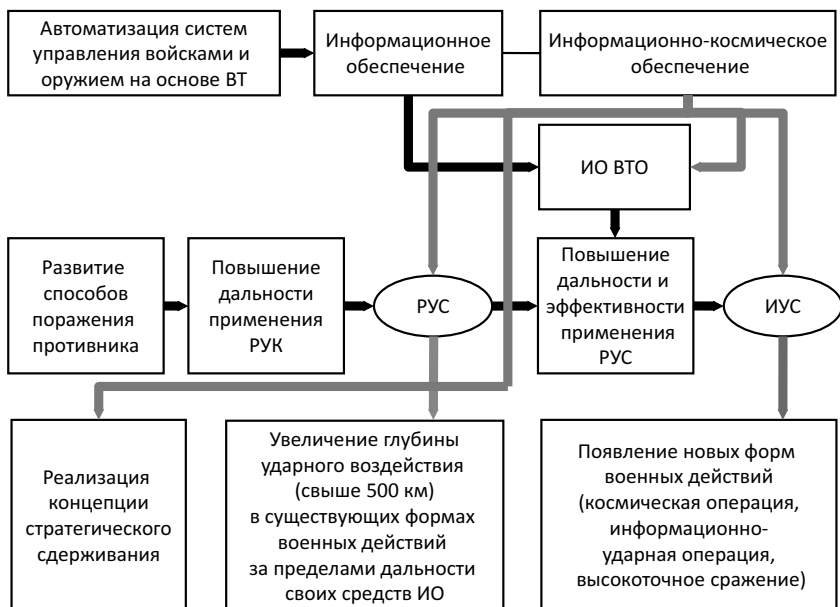 Автоматизация систем
управления войсками и
оружием на основе ВТ
Информационное
обеспечение
Информационно-космическое
обеспечение
ИО ВТО
Развитие
способов
поражения
противника
Повышение
дальности
применения
РУК
РУС
Повышение
дальности и
эффективности
применения
РУС
ИУС
Реализация
концепции
стратегического
сдерживания
Увеличение глубины
ударного воздействия
(свыше 500 км)
в существующих формах
военных действий
за пределами дальности
своих средств ИО
Появление новых форм
военных действий
(космическая операция,
информационно-
ударная операция,
высокоточное сражение)